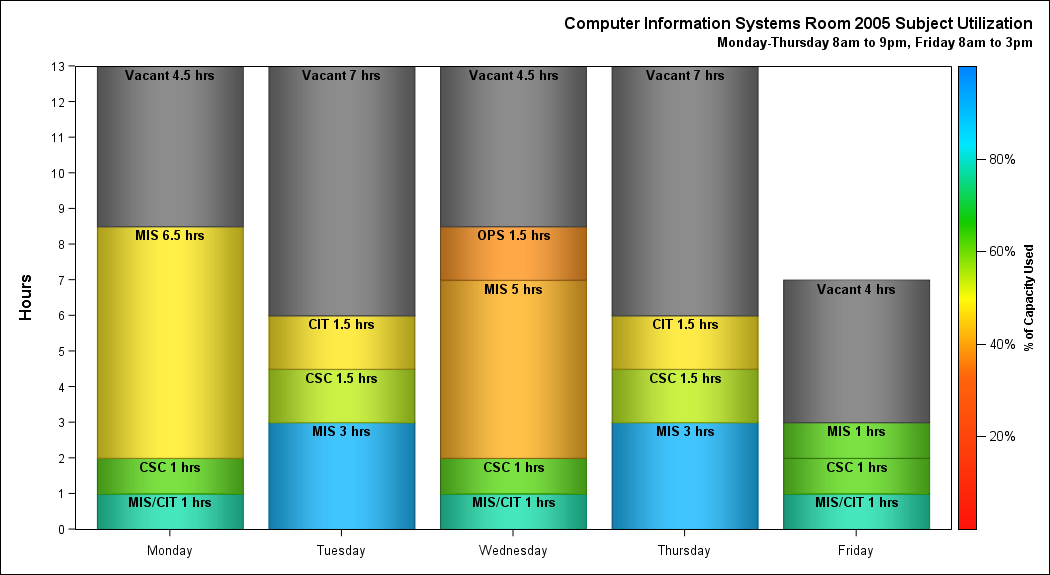 Computer Information Systems Room 2005 Subject Utilization
Monday-Thursday 8am to 9pm, Friday 8am to 3pm
Hours
13
12
11
10
9
8
7
6
5
4
3
2
1
0
Vacant 4.5 hrs
MIS 6.5 hrs
CSC 1 hrs
MIS/CIT 1 hrs
Vacant 7 hrs
CIT 1.5 hrs
CSC 1.5 hrs
MIS 3 hrs
Vacant 4.5 hrs
OPS 1.5 hrs
MIS 5 hrs
CSC 1 hrs
MIS/CIT 1 hrs
Vacant 7 hrs
CIT 1.5 hrs
CSC 1.5 hrs
MIS 3 hrs
Vacant 4 hrs
MIS 1 hrs
CSC 1 hrs
MIS/CIT 1 hrs
Monday
Tuesday
Wednesday
Thursday
Friday
80%
60%
40%
20%
% of Capacity Used